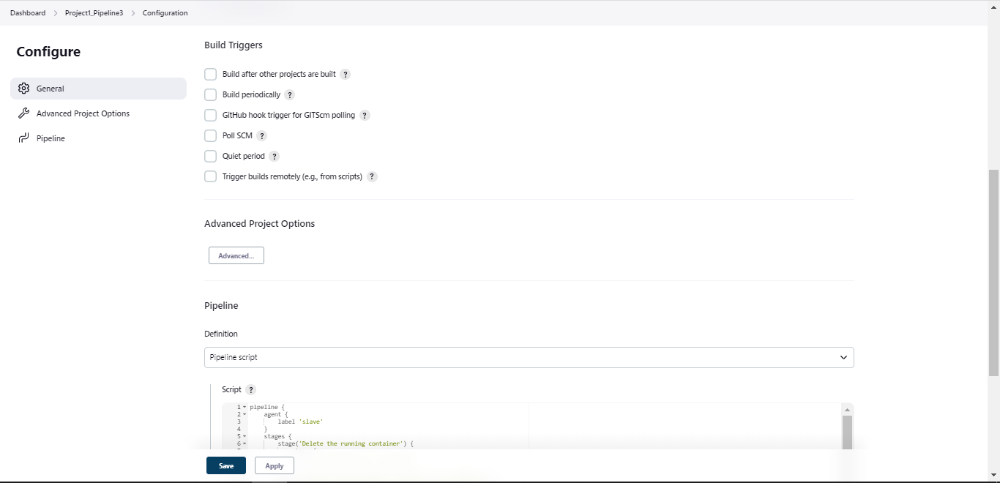 Dashboard > Project1_Pipeline3 > Configuration
Configure
General
Advanced Project Options
Pipeline
Build Triggers
Build after other projects are built ?
Build periodically ?
GitHub hook trigger for GITScm polling ?
Poll SCM ?
Quiet period ?
Trigger builds remotely (e.g., from scripts) ?
Advanced Project Options
Advanced...
Pipeline
Definition
Pipeline script
Script ?
1 pipeline {
2 agent {
3 label 'slave'
4 }
5 stages {
6 stage('Delete the running container') {
Save Apply